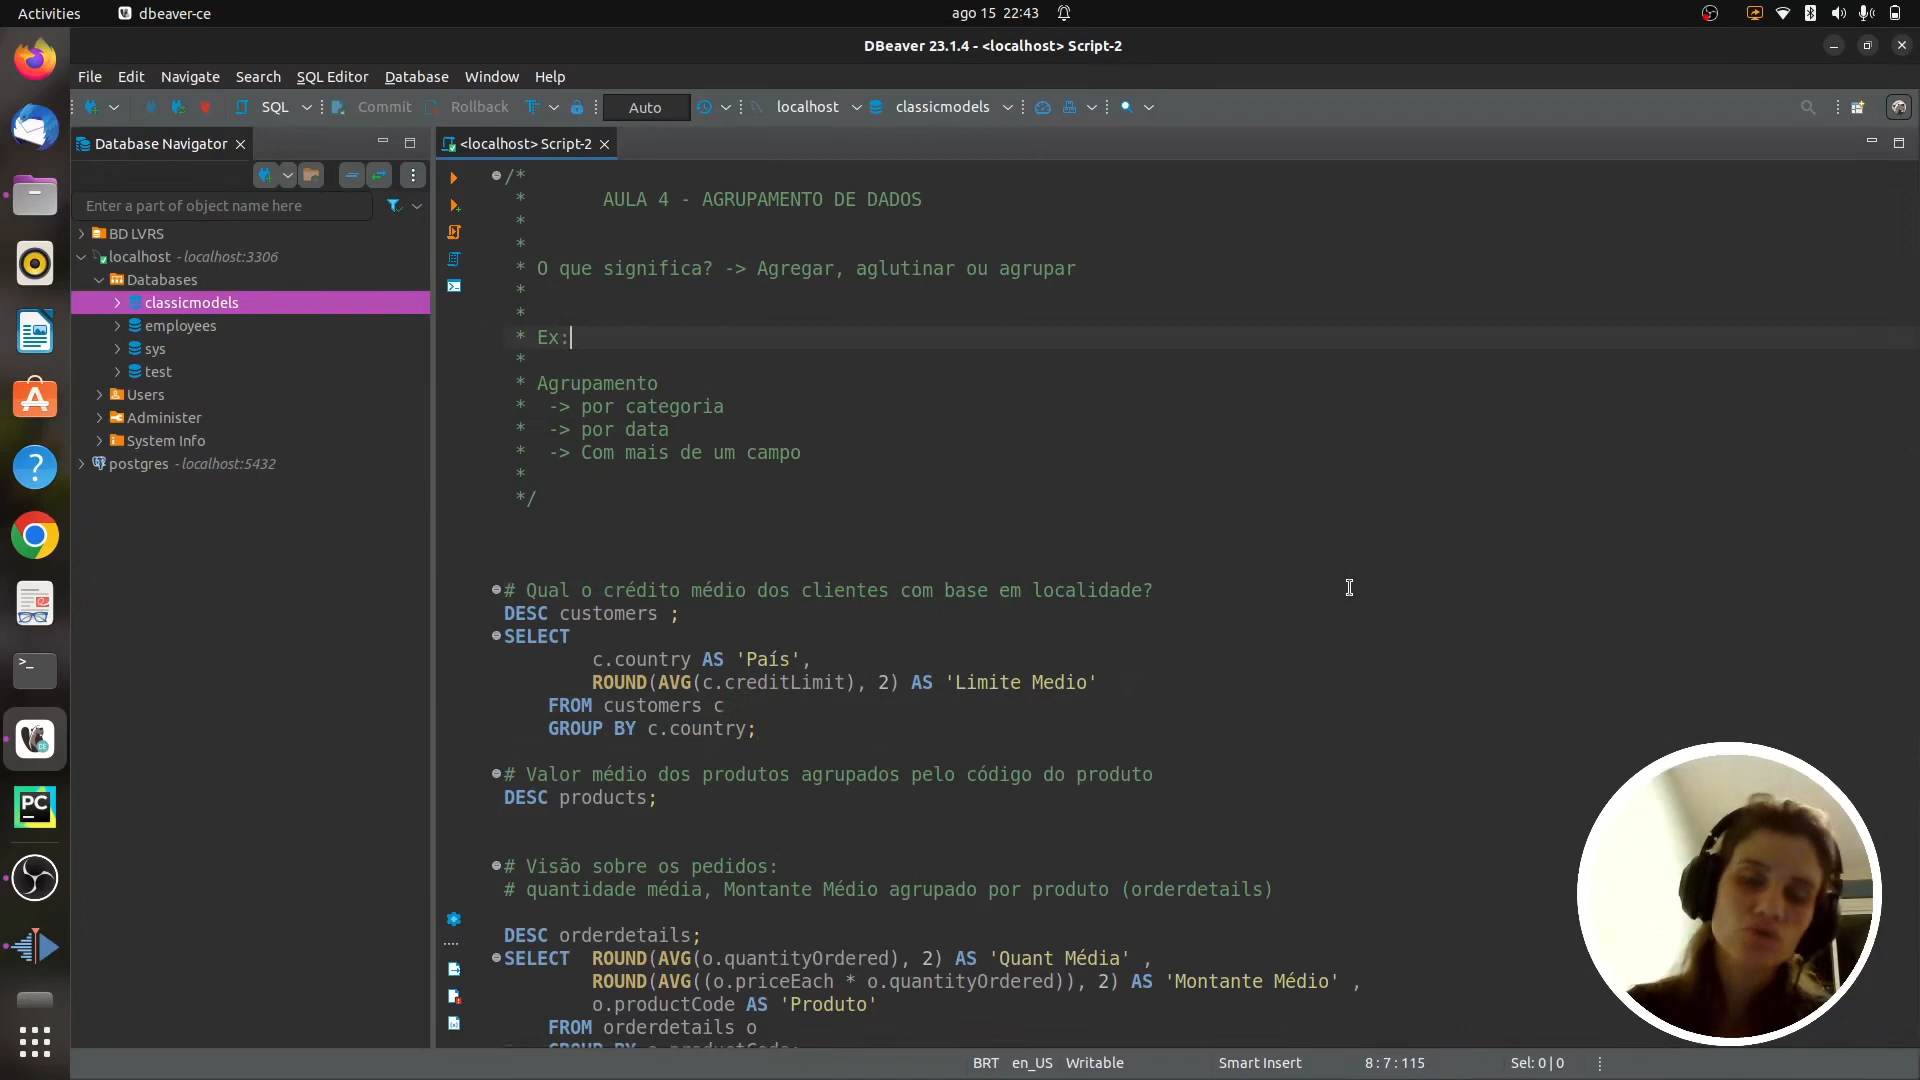 Activities
dbeaver-ce
ago 15 22:43
DBeaver 23.1.4 - <localhost> Script-2
File Edit Navigate Search SQL Editor Database Window Help
SQL Commit Rollback Auto localhost classicmodels
Database Navigator
<localhost> Script-2
Enter a part of object name here
BD LVRS
localhost - localhost:3306
Databases
classicmodels
employees
sys
test
Users
Administer
System Info
postgres - localhost:5432
/*
* AULA 4 - AGRUPAMENTO DE DADOS
*
*
* O que significa? -> Agregar, aglutinar ou agrupar
*
*
* Ex:
*
* Agrupamento
* -> por categoria
* -> por data
* -> Com mais de um campo
*
*/
# Qual o crédito médio dos clientes com base em localidade?
DESC customers ;
SELECT
c.country AS 'País',
ROUND(AVG(c.creditLimit), 2) AS 'Limite Medio'
FROM customers c
GROUP BY c.country;
# Valor médio dos produtos agrupados pelo código do produto
DESC products;
# Visão sobre os pedidos:
# quantidade média, Montante Médio agrupado por produto (orderdetails)
DESC orderdetails;
SELECT ROUND(AVG(o.quantityOrdered), 2) AS 'Quant Média' ,
ROUND(AVG((o.priceEach * o.quantityOrdered)), 2) AS 'Montante Médio' ,
o.productCode AS 'Produto'
FROM orderdetails o
GROUP BY o.productCode;
BRT en_US Writable Smart Insert 8:7:115 Sel: 0|0
PC
CE